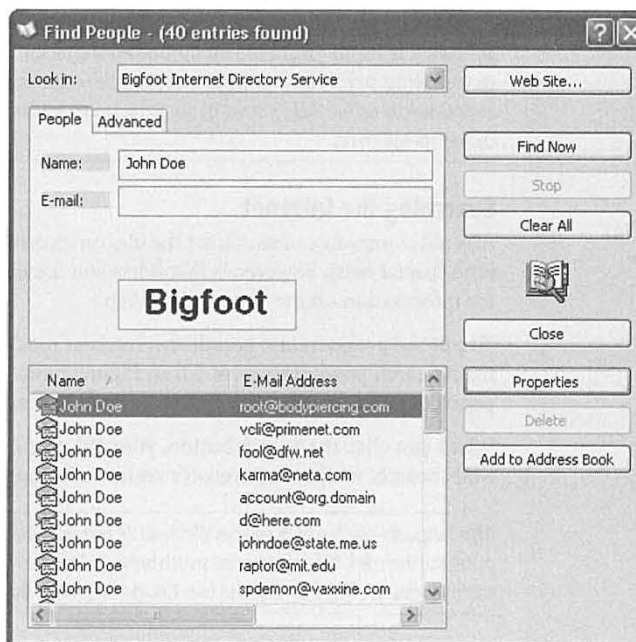 Find People - (40 entries found)
Look in: Bigfoot Internet Directory Service
Web Site...
People Advanced
Name: John Doe
E-mail:
Find Now
Stop
Clear All
Bigfoot
Close
Properties
Delete
Add to Address Book
Name E-Mail Address
John Doe root@bodypiercing.com
John Doe vcli@primenet.com
John Doe fool@dfw.net
John Doe kama@neta.com
John Doe account@org.domain
John Doe d@here.com
John Doe johndoe@state.me.us
John Doe raptor@mit.edu
John Doe spdemon@vaxxine.com